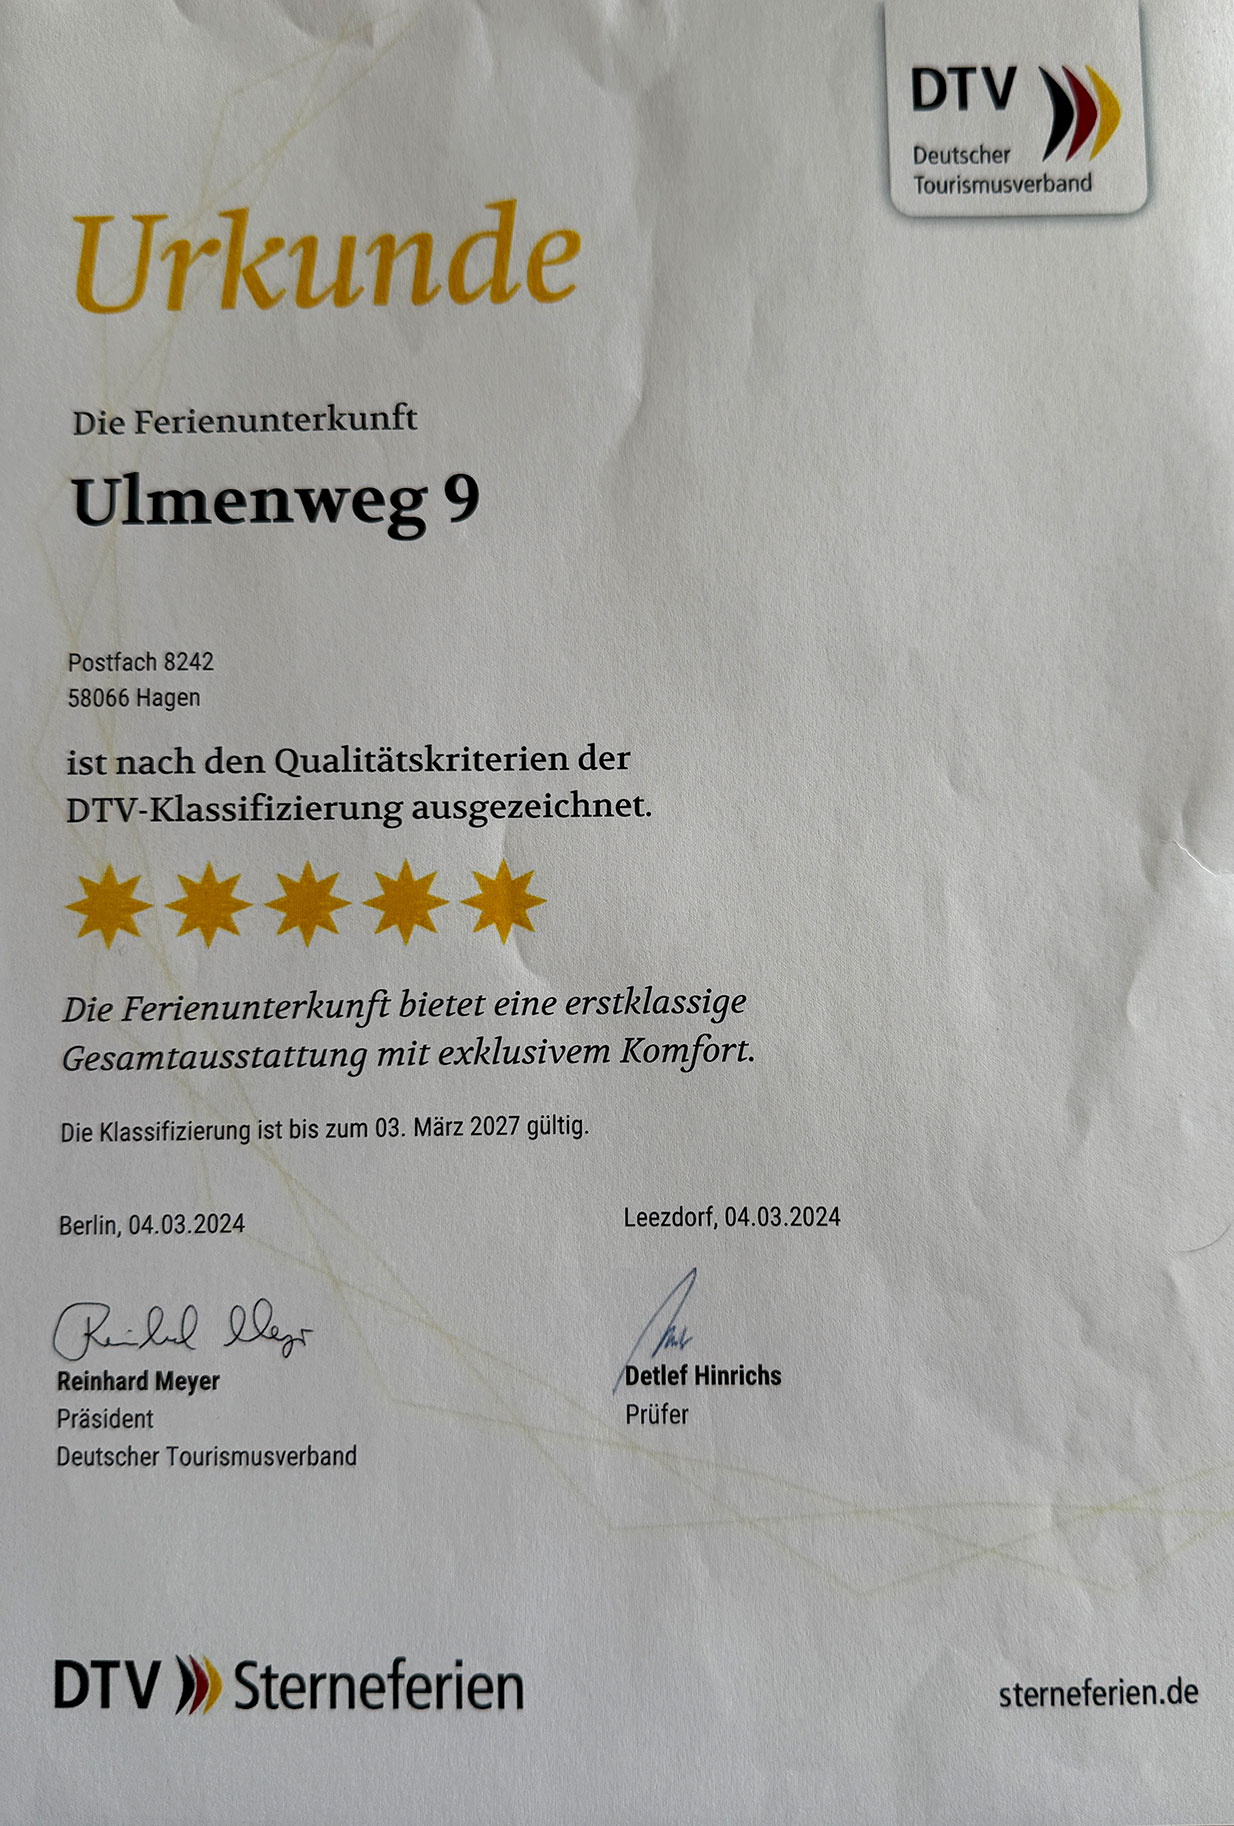 DTV
Deutscher
Tourismusverband
Urkunde
Die Ferienunterkunft
Ulmenweg 9
Postfach 8242
58066 Hagen
ist nach den Qualitätskriterien der
DTV-Klassifizierung ausgezeichnet.
Die Ferienunterkunft bietet eine erstklassige
Gesamtausstattung mit exklusivem Komfort.
Die Klassifizierung ist bis zum 03. März 2027 gültig.
Berlin, 04.03.2024
Leezdorf, 04.03.2024
Reinhard Meyer
Reinhard Meyer
Präsident
Deutscher Tourismusverband
Detlef Hinrichs
Prüfer
DTV Sterneferien
sterneferien.de